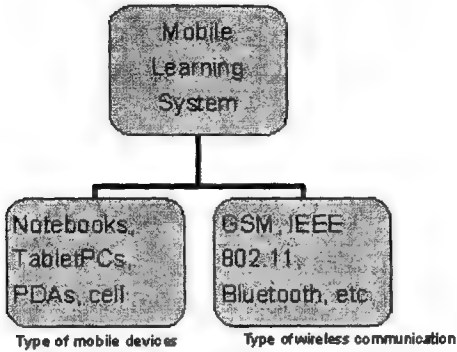 Mobile
Learning
System
Notebooks,
TabletPCs,
PDAs, cell
Type of mobile devices
GSM, IEEE
802.11,
Bluetooth, etc
Type of wireless communication